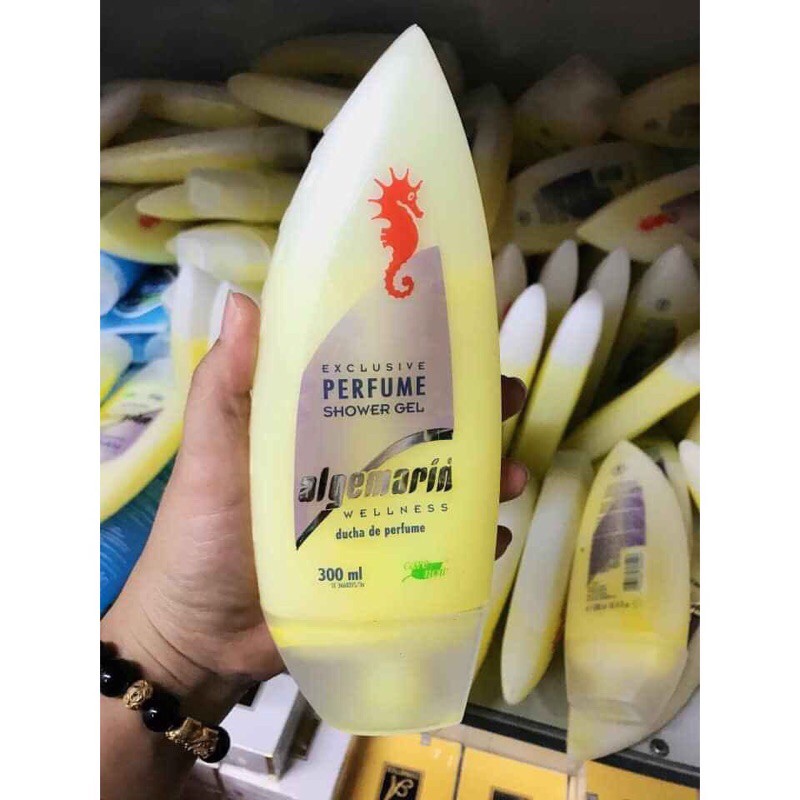 EXCLUSIVE
PERFUME
SHOWER GEL
algemarin
WELLNESS
ducha de perfume
300 ml